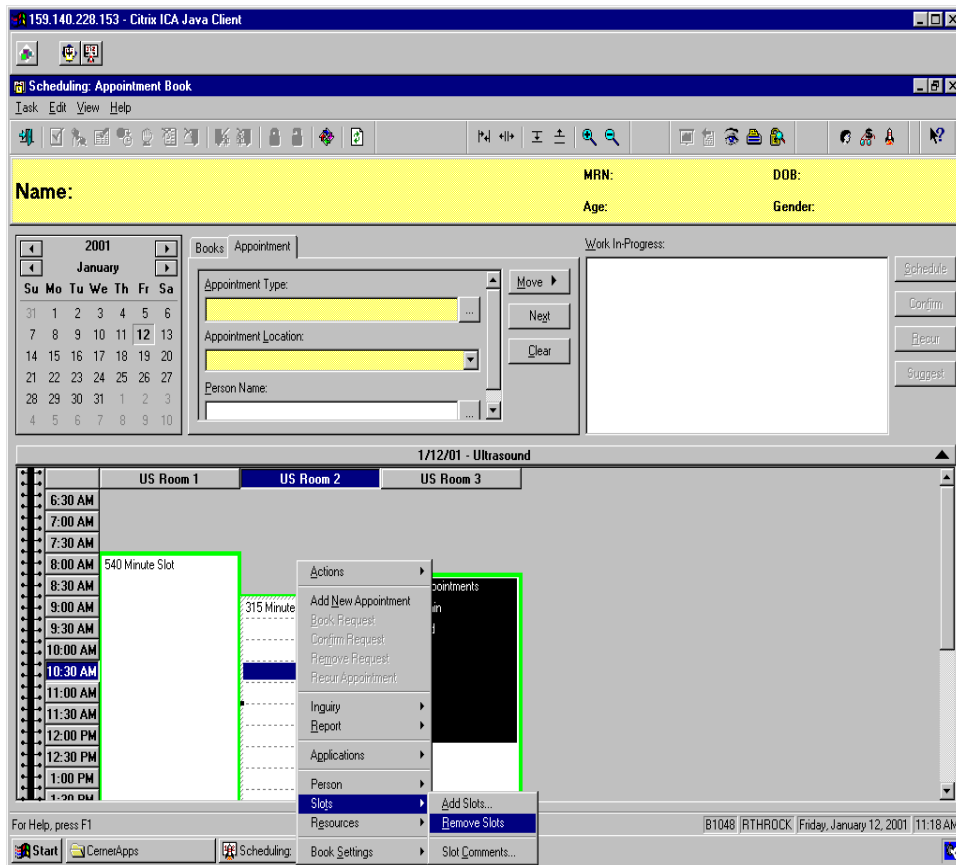 159.140.228.153 - Citrix ICA Java Client
Scheduling: Appointment Book
Task Edit View Help
Name:
MRN:
DOB:
Age:
Gender:
2001
January
Su Mo Tu We Th Fr Sa
31 1 2 3 4 5 6
7 8 9 10 11 12 13
14 15 16 17 18 19 20
21 22 23 24 25 26 27
28 29 30 31 1 2 3
4 5 6 7 8 9 10
Books Appointment
Appointment Type:
...
Appointment Location:
Person Name:
...
Move
Next
Clear
Work In-Progress:
Schedule
Confirm
Recur
Suggest
1/12/01 - Ultrasound
US Room 1 US Room 2 US Room 3
6:30 AM
7:00 AM
7:30 AM
8:00 AM
8:30 AM
9:00 AM
9:30 AM
10:00 AM
10:30 AM
11:00 AM
11:30 AM
12:00 PM
12:30 PM
1:00 PM
1:30 PM
540 Minute Slot
315 Minute
Actions
Add New Appointment
Book Request
Confirm Request
Remove Request
Recur Appointment
Inquiry
Report
Applications
Person
Slots
Resources
Book Settings
Add Slots...
Remove Slots
Slot Comments...
For Help, press F1
B1048 RTHROCK Friday, January 12, 2001 11:18 AM
Start CernerApps Scheduling: